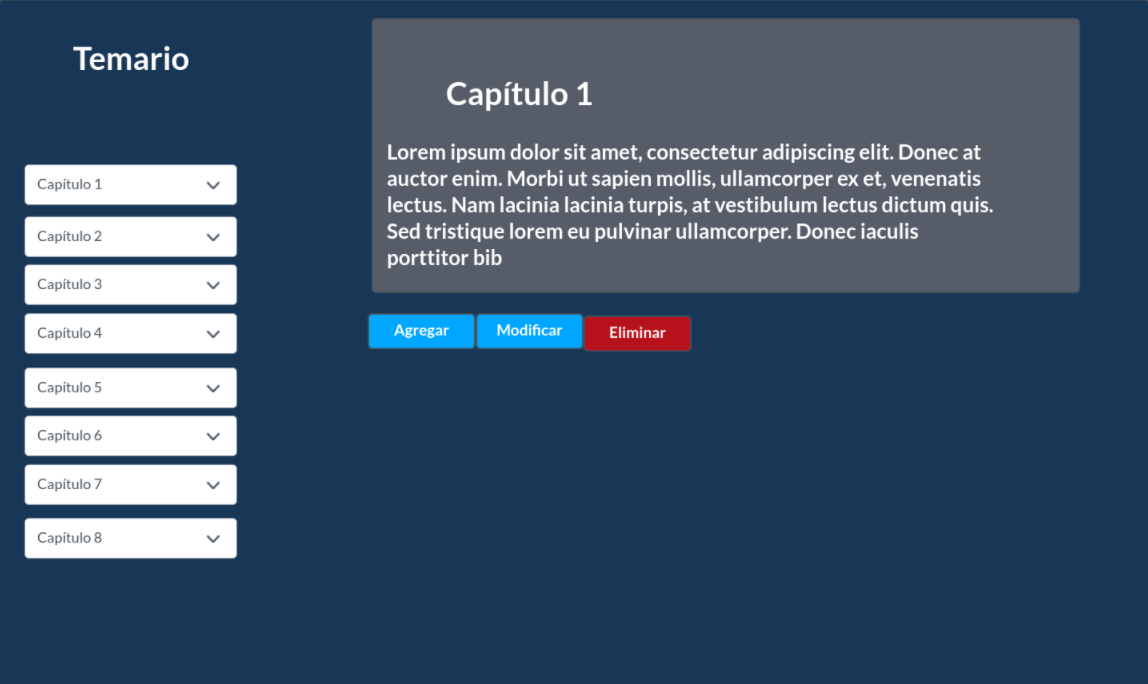 Temario
Capítulo 1
Capítulo 2
Capítulo 3
Capítulo 4
Capítulo 5
Capítulo 6
Capítulo 7
Capítulo 8
Capítulo 1
Lorem ipsum dolor sit amet, consectetur adipiscing elit. Donec at
auctor enim. Morbi ut sapien mollis, ullamcorper ex et, venenatis
lectus. Nam lacinia lacinia turpis, at vestibulum lectus dictum quis.
Sed tristique lorem eu pulvinar ullamcorper. Donec iaculis
porttitor bib
Agregar
Modificar
Eliminar